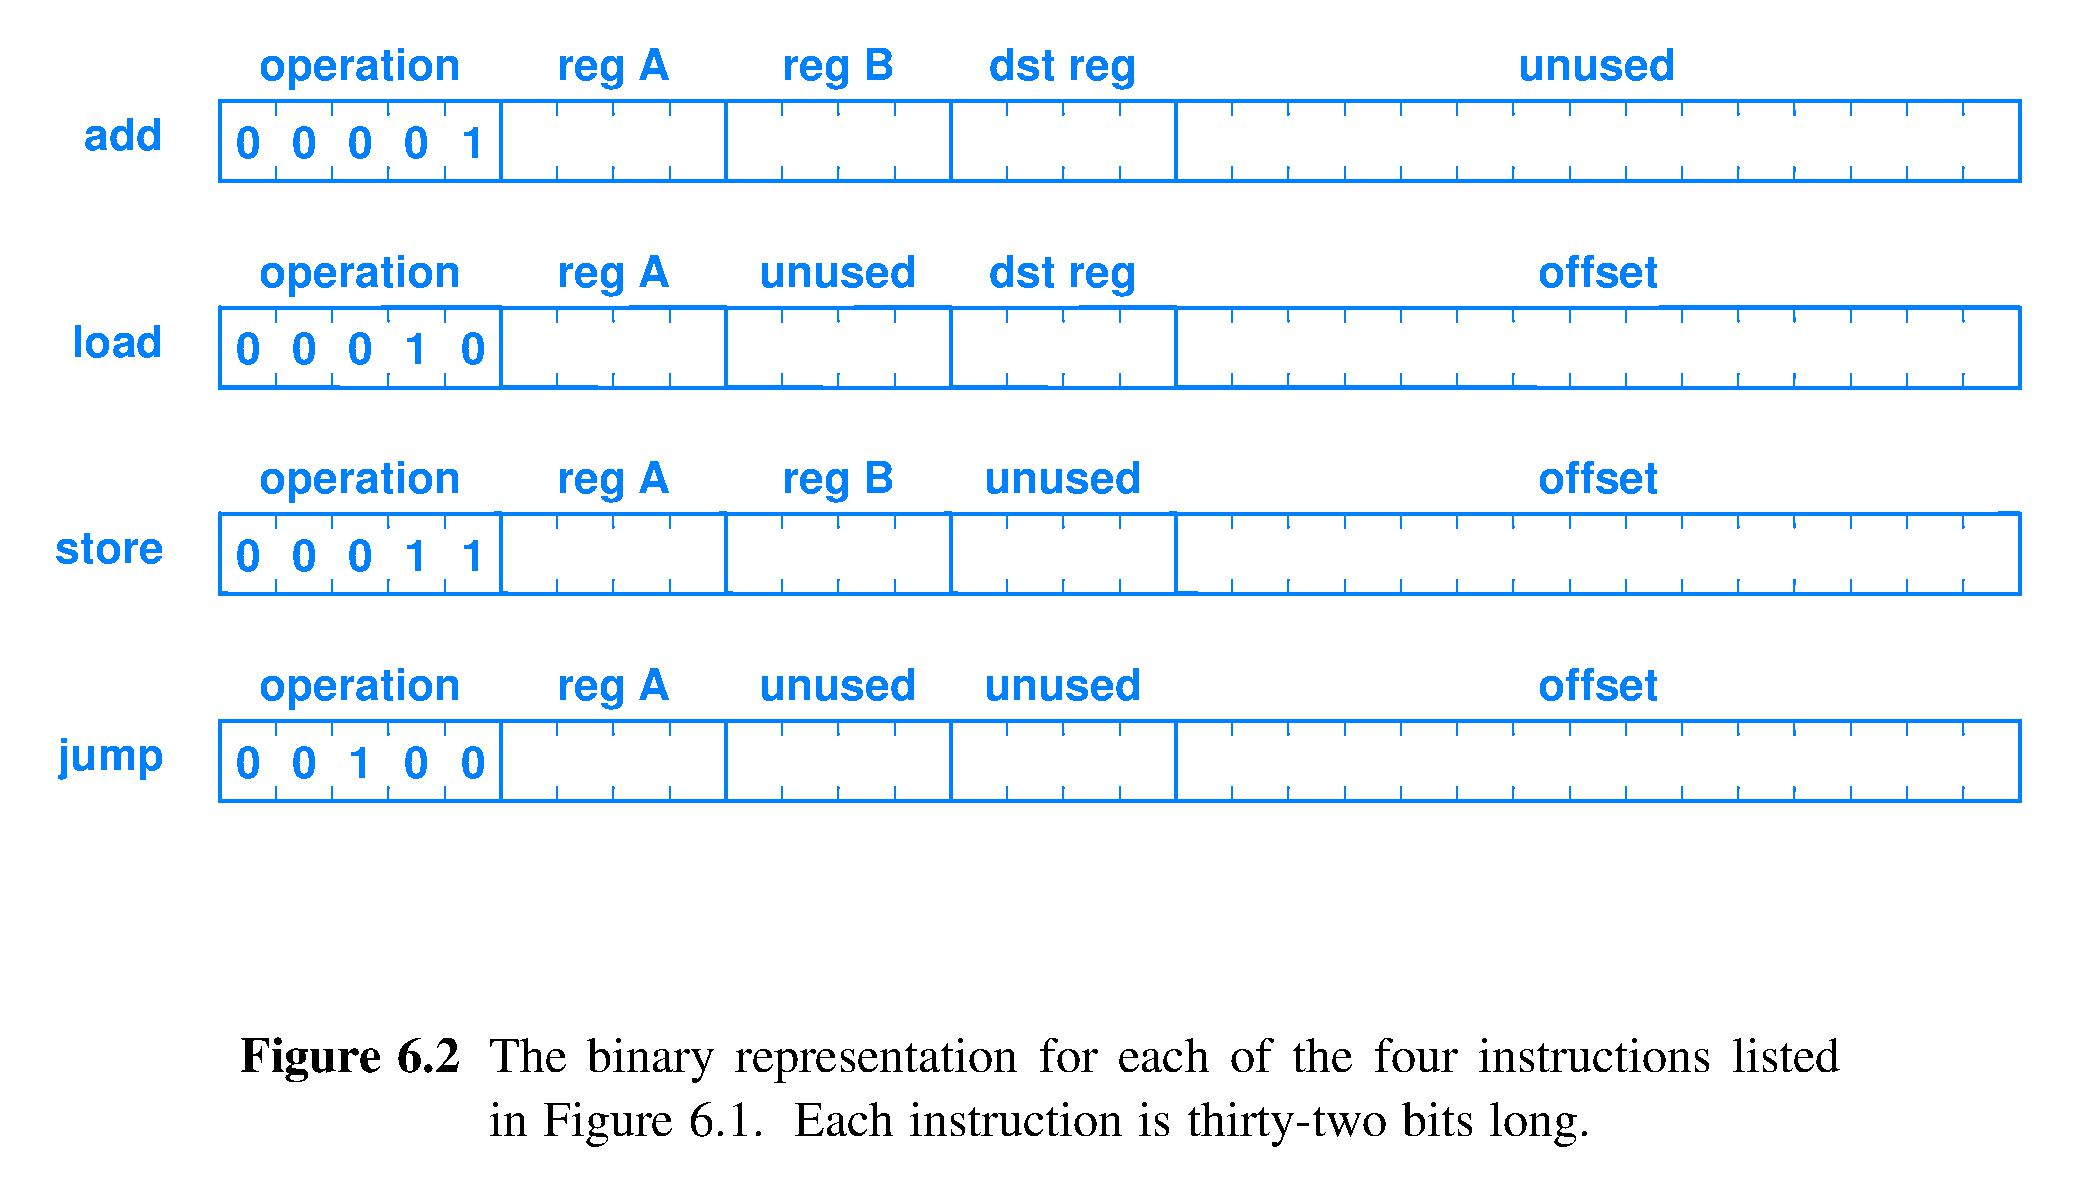 operation reg A reg B dst reg unused
add 0 0 0 0 1
operation reg A unused dst reg offset
load 0 0 0 1 0
operation reg A reg B unused offset
store 0 0 0 1 1
operation reg A unused unused offset
jump 0 0 1 0 0
Figure 6.2 The binary representation for each of the four instructions listed
in Figure 6.1. Each instruction is thirty-two bits long.